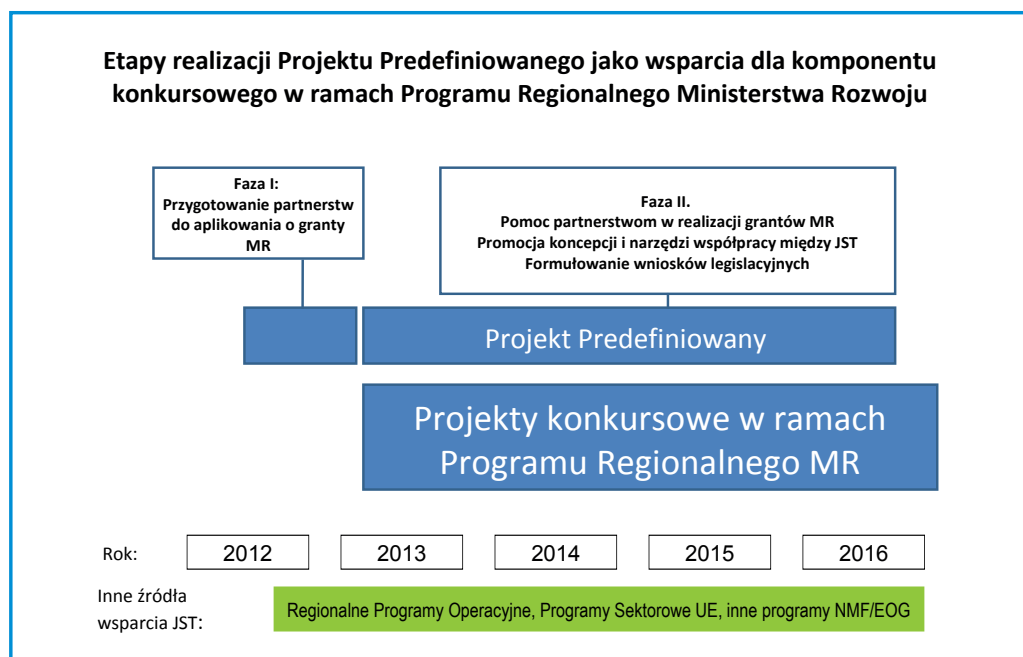 Etapy realizacji Projektu Predefiniowanego jako wsparcia dla komponentu
konkursowego w ramach Programu Regionalnego Ministerstwa Rozwoju
Faza I:
Przygotowanie partnerstw
do aplikowania o granty
MR
Faza II.
Pomoc partnerstwom w realizacji grantów MR
Promocja koncepcji i narzędzi współpracy między JST
Formułowanie wniosków legislacyjnych
Projekt Predefiniowany
Projekty konkursowe w ramach
Programu Regionalnego MR
Rok: 2012 2013 2014 2015 2016
Inne źródła
wsparcia JST:
Regionalne Programy Operacyjne, Programy Sektorowe UE, inne programy NMF/EOG